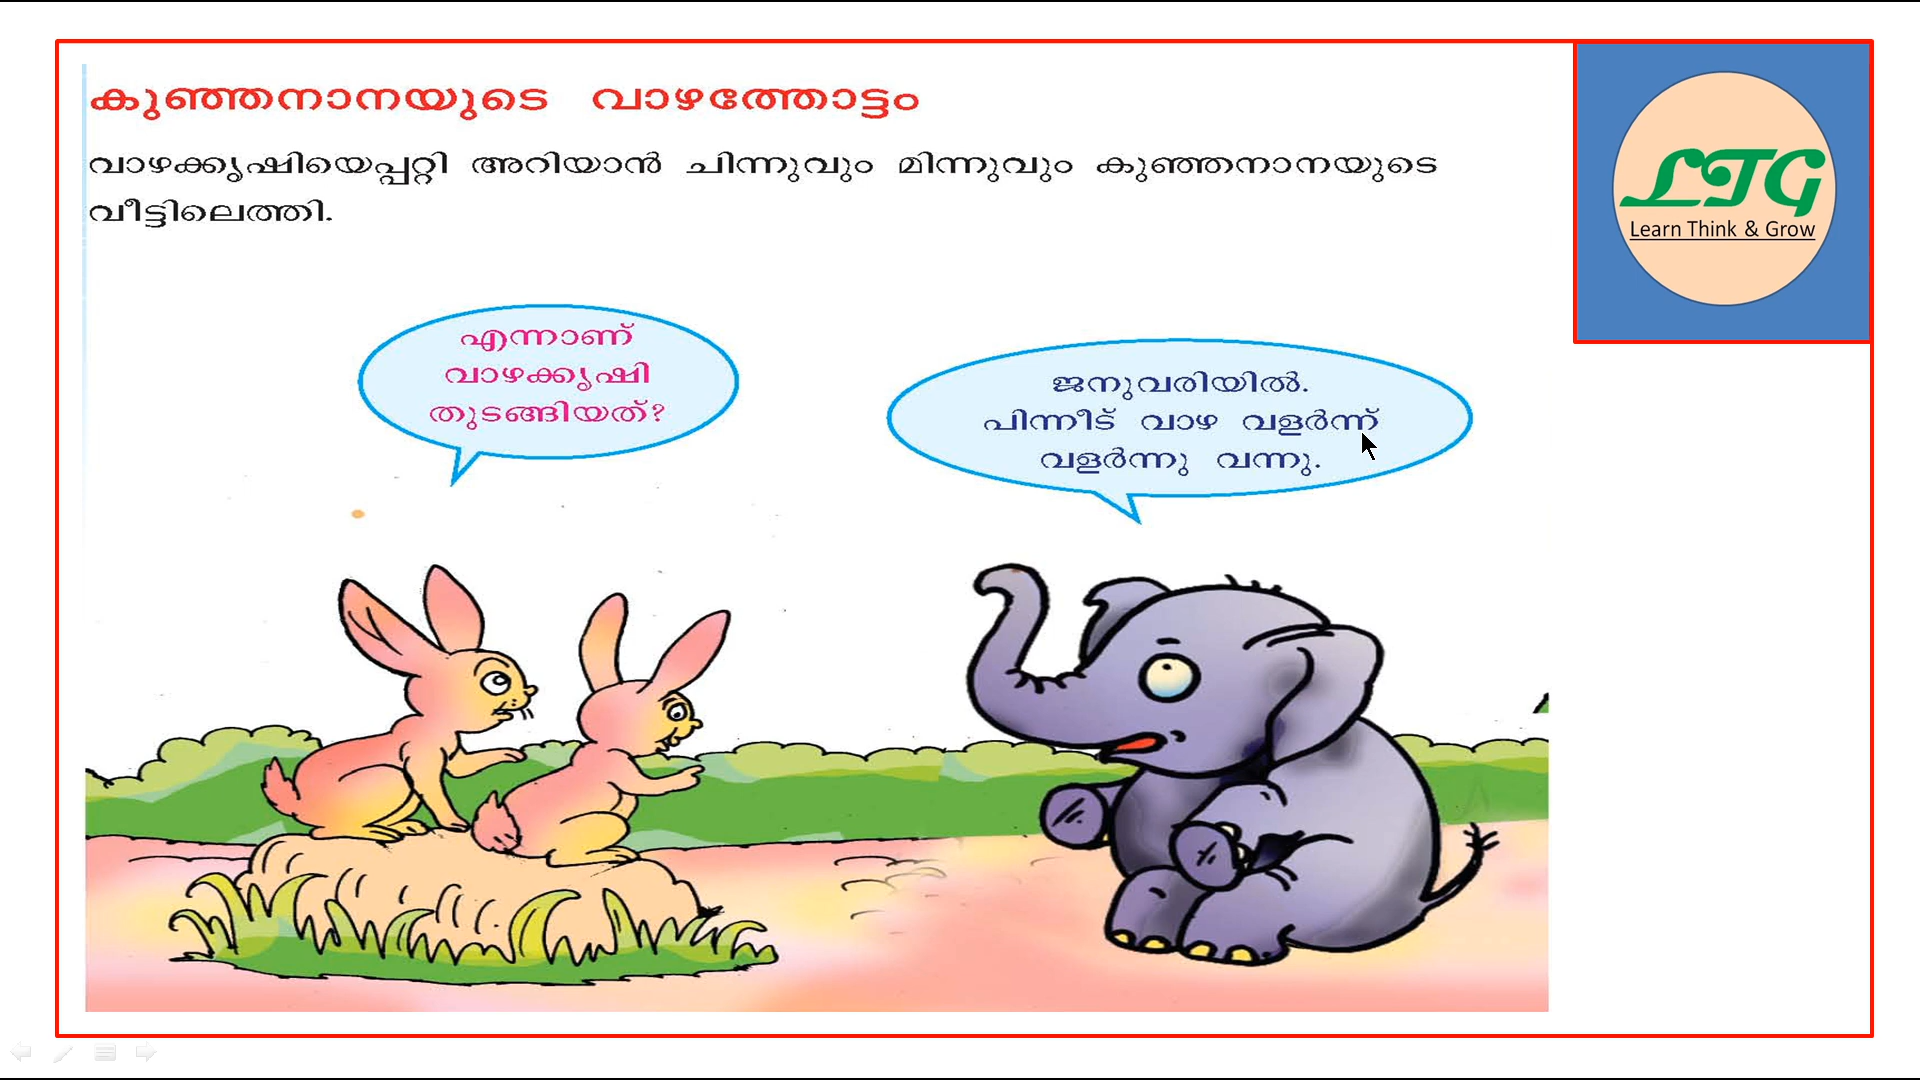 കുഞ്ഞനാനയുടെ വാഴത്തോട്ടം
വാഴക്കൃഷിയെപ്പറ്റി അറിയാൻ ചിന്നുവും മിന്നുവും കുഞ്ഞനാനയുടെ
വീട്ടിലെത്തി.
എന്നാണ്
വാഴക്കൃഷി
തുടങ്ങിയത്?
ജനുവരിയിൽ.
പിന്നീട് വാഴ വളർന്ന്
വളർന്നു വന്നു.
LTG
Learn Think & Grow